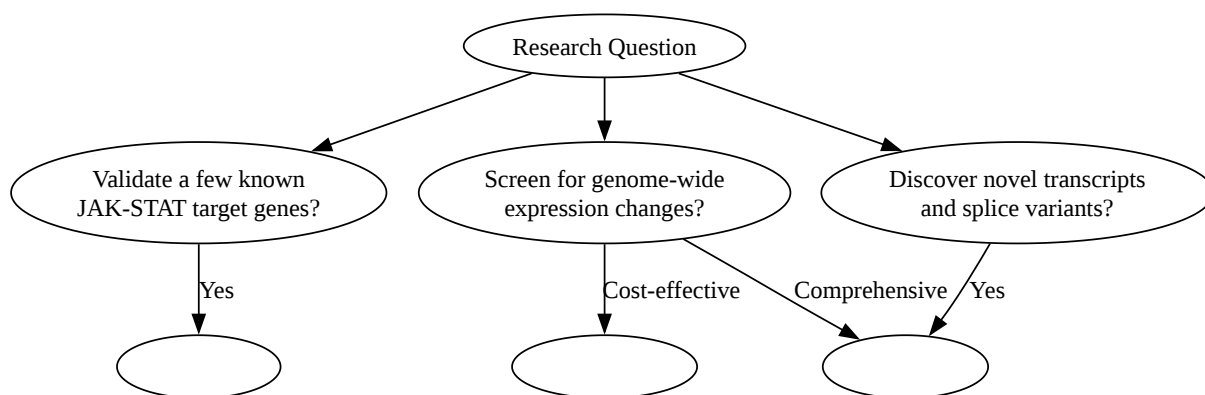 Research Question
Validate a few known
JAK-STAT target genes?
Screen for genome-wide
expression changes?
Discover novel transcripts
and splice variants?
Yes
Cost-effective
Comprehensive
Yes